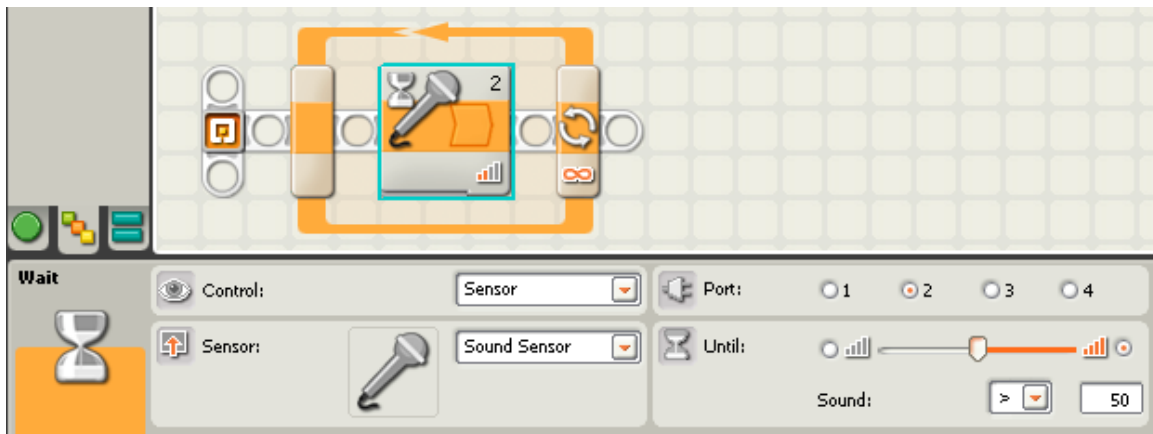 2
Wait
Control:
Sensor
Port:
1
2
3
4
Sensor:
Sound Sensor
Until:
Sound:
>
50